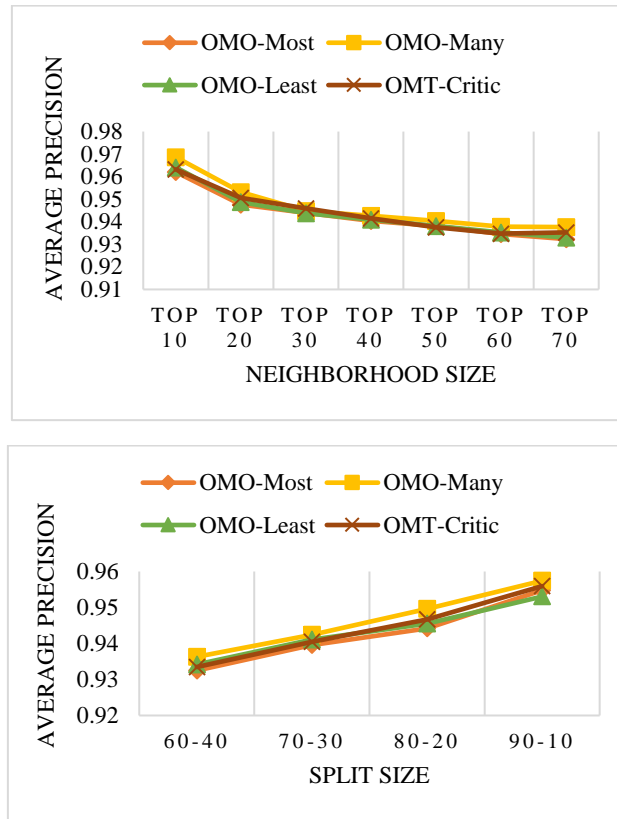 OMO-Most OMO-Many
OMO-Least OMT-Critic
AVERAGE PRECISION
0.98
0.97
0.96
0.95
0.94
0.93
0.92
0.91
TOP TOP TOP TOP TOP TOP TOP
10 20 30 40 50 60 70
NEIGHBORHOOD SIZE
OMO-Most OMO-Many
OMO-Least OMT-Critic
AVERAGE PRECISION
0.96
0.95
0.94
0.93
0.92
60-40 70-30 80-20 90-10
SPLIT SIZE